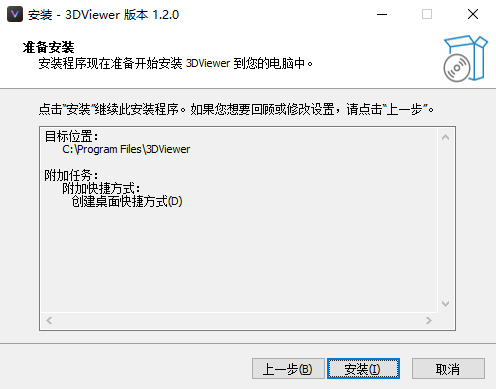 安装 - 3DViewer 版本 1.2.0
准备安装
安装程序现在准备开始安装 3DViewer 到您的电脑中。
点击“安装”继续此安装程序。如果您想要回顾或修改设置，请点击“上一步”。
目标位置：
C:\Program Files\3DViewer
附加任务：
附加快捷方式：
创建桌面快捷方式(D)
上一步(B) 安装(I) 取消